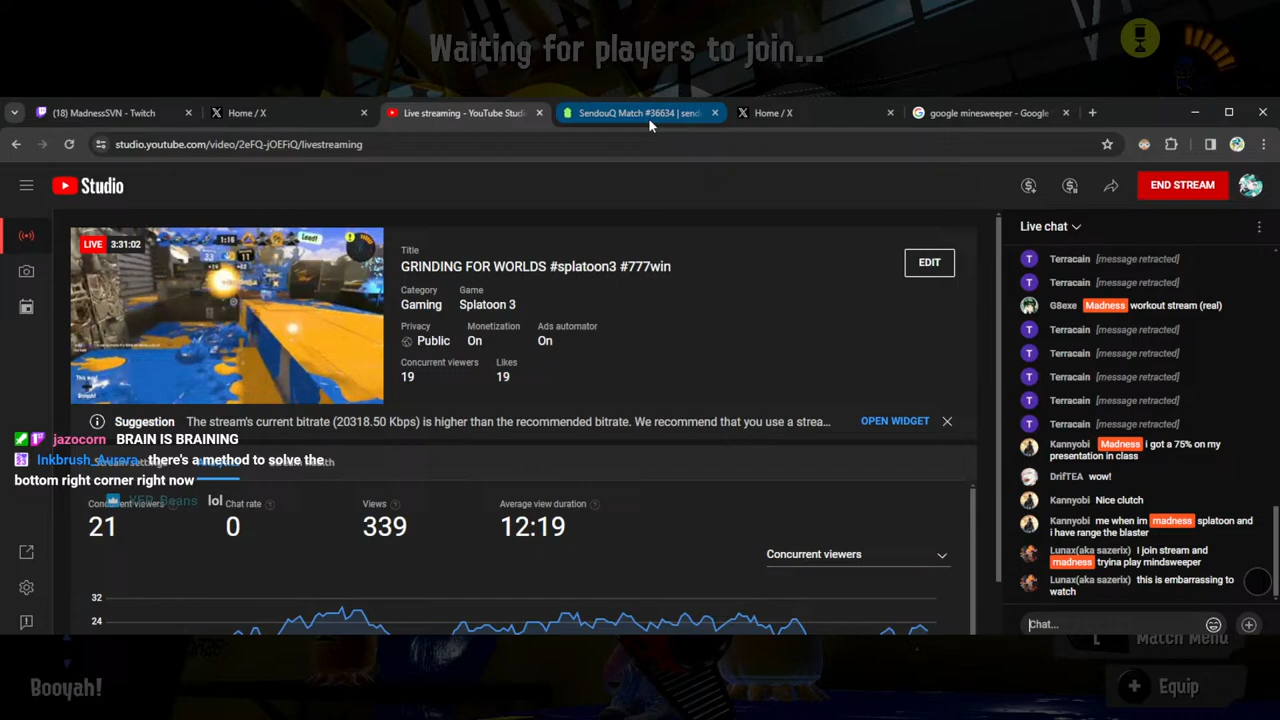 Waiting for players to join...
(18) MadnessSVN - Twitch
Home / X
Live streaming - YouTube Studi
SendouQ Match #36634 | send
Home / X
google minesweeper - Google
studio.youtube.com/video/2eFQ-jOEFiQ/livestreaming
Studio
END STREAM
LIVE 3:31:02
1:16
Lead!
Title
GRINDING FOR WORLDS #splatoon3 #777win
EDIT
Category
Game
Gaming
Splatoon 3
Privacy
Monetization
Ads automator
Public
On
On
Concurrent viewers
Likes
19
19
Suggestion The stream's current bitrate (20318.50 Kbps) is higher than the recommended bitrate. We recommend that you use a strea...
OPEN WIDGET
jazocorn BRAIN IS BRAINING
Inkbrush_Aurora there's a method to solve the
bottom right corner right now
lol
Concurrent viewers
Chat rate
Views
Average view duration
21
0
339
12:19
Concurrent viewers
32
24
Live chat
T Terracain [message retracted]
T Terracain [message retracted]
GBexe Madness workout stream (real)
T Terracain [message retracted]
T Terracain [message retracted]
T Terracain [message retracted]
T Terracain [message retracted]
T Terracain [message retracted]
Kannyobi Madness i got a 75% on my
presentation in class
DrifTEA wow!
Kannyobi Nice clutch
Kannyobi me when im madness splatoon and
i have range the blaster
Lunax(aka sazerix) I join stream and
madness tryina play mindsweeper
Lunax(aka sazerix) this is embarrassing to
watch
Chat...
Match Menu
Booyah!
Equip